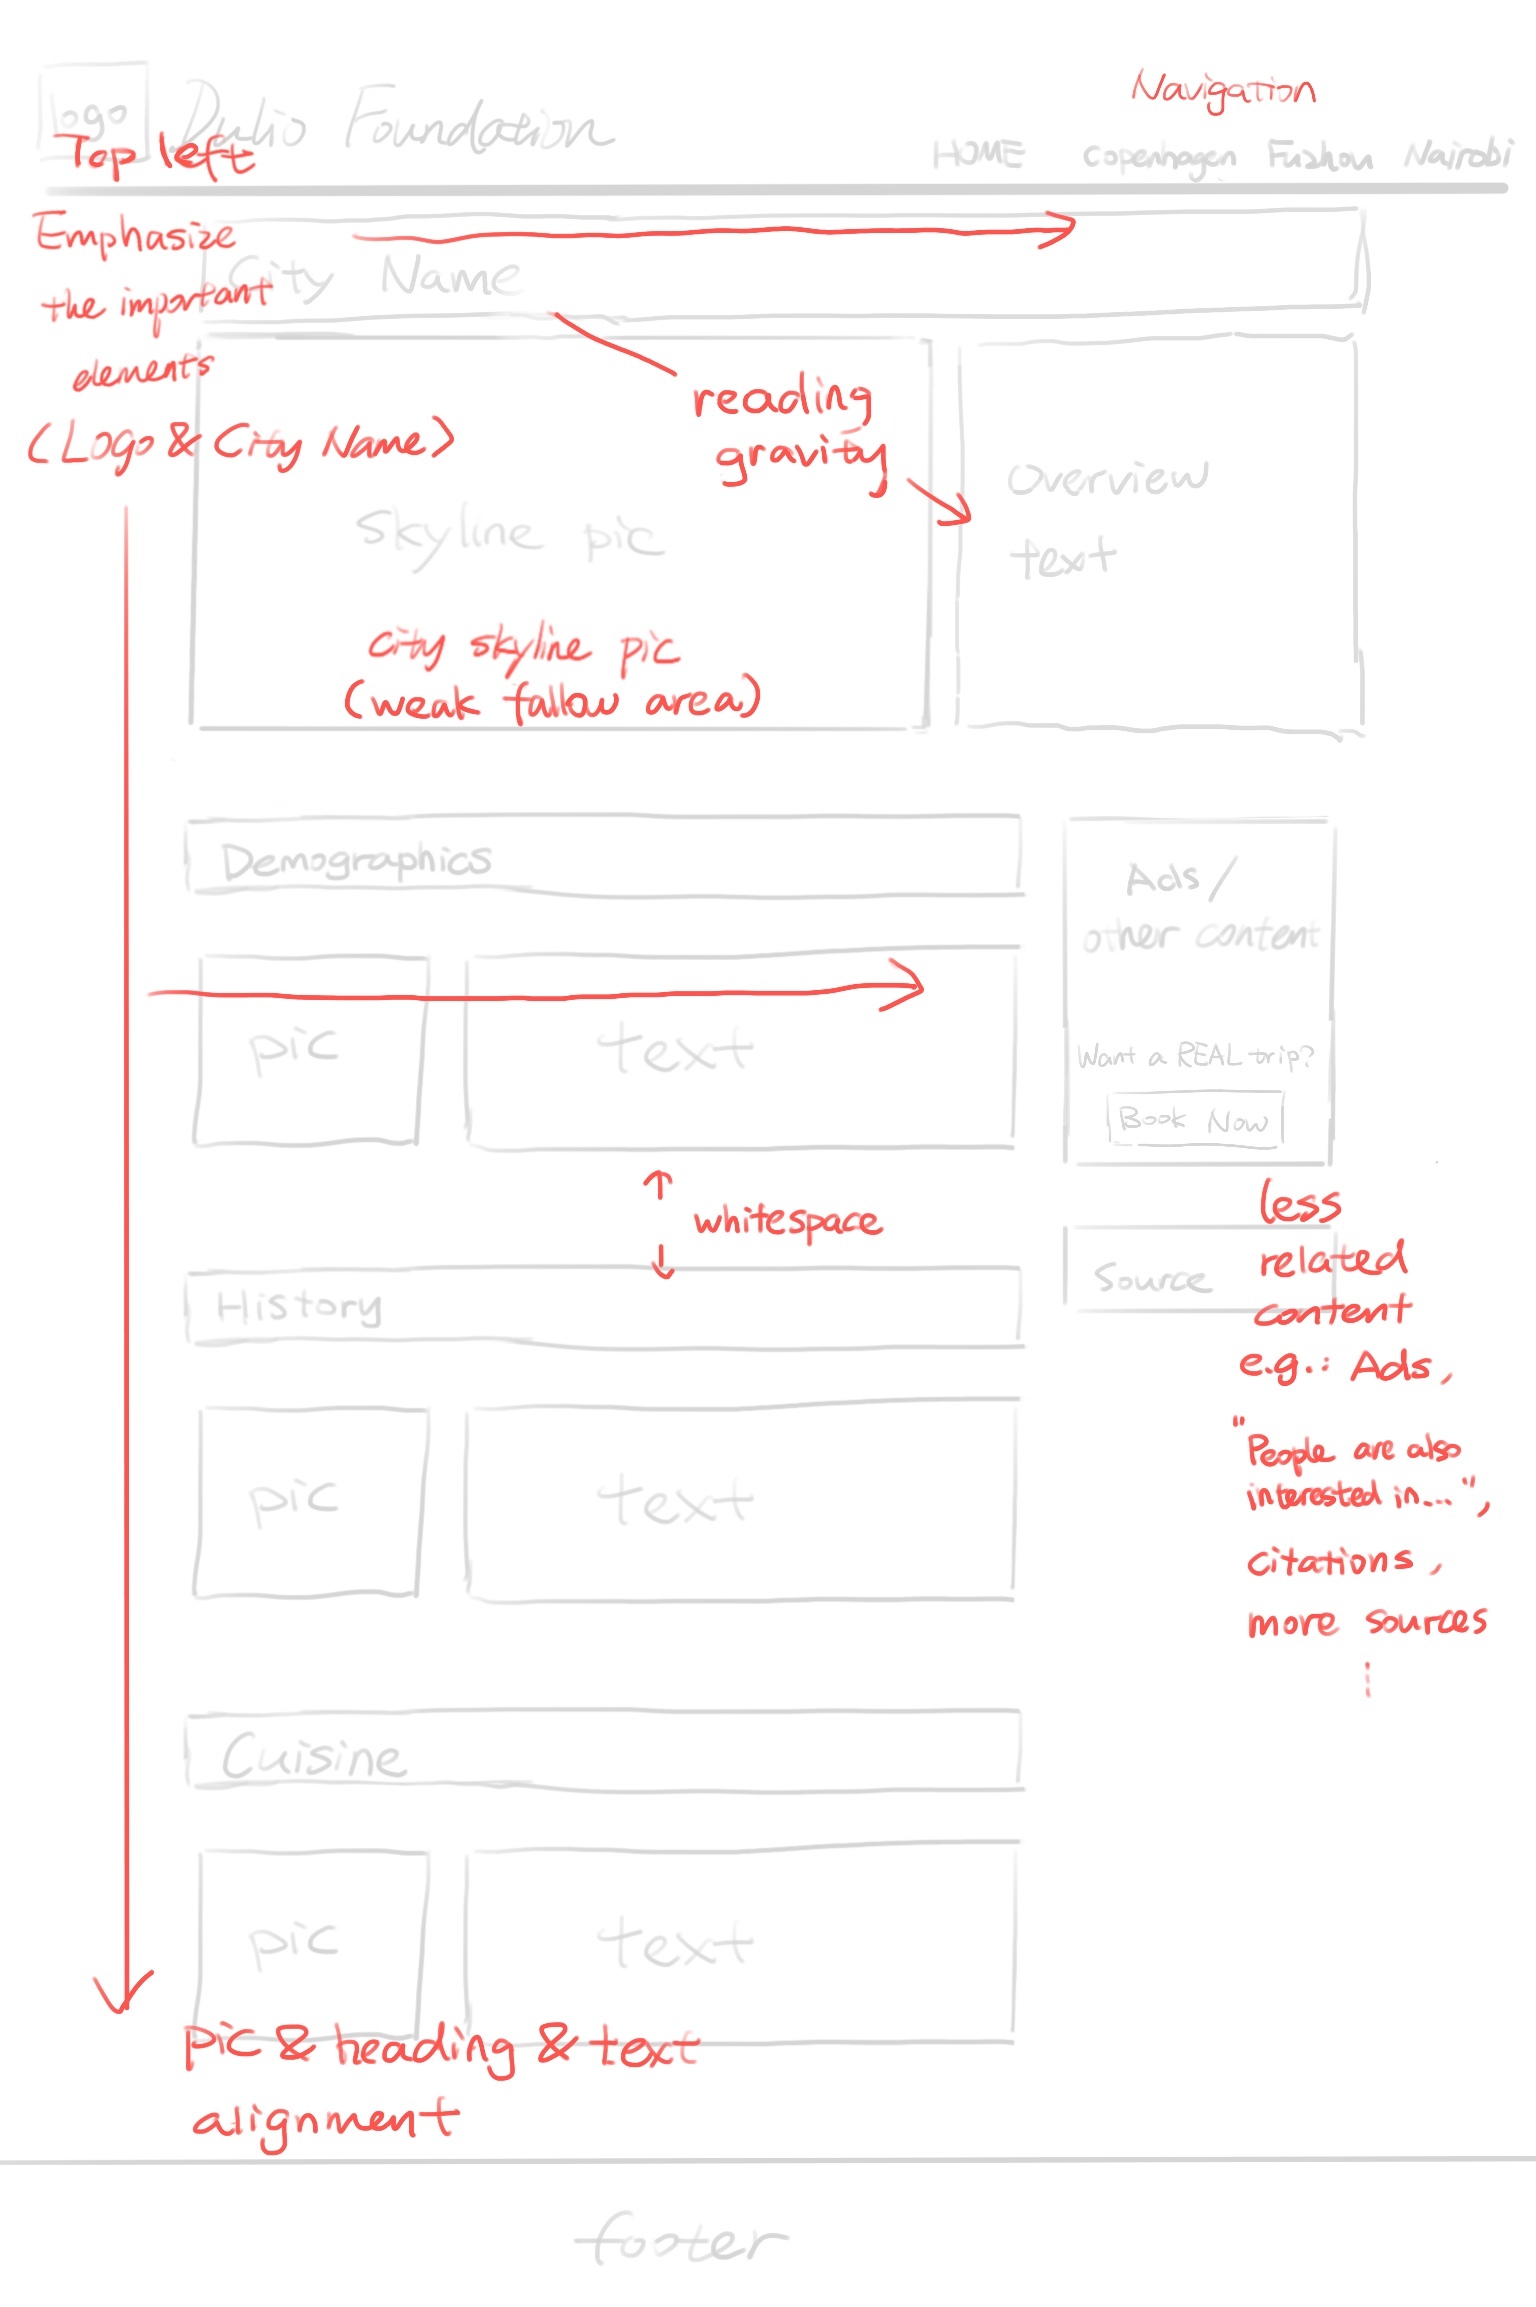 Logo
Dulio Foundation
Navigation
HOME Copenhagen Fuzhou Nairobi
Top left
Emphasize
the important
elements
(Logo & City Name)
City Name
reading
gravity
Skyline pic
City skyline pic
(weak fallow area)
Overview
text
Demographics
pic
text
Ads/
other content
Want a REAL trip?
Book Now
whitespace
less
related
content
e.g.: Ads,
"People are also
interested in...",
citations,
more sources
Source
History
pic
text
Cuisine
pic
text
pic & heading & text
alignment
footer